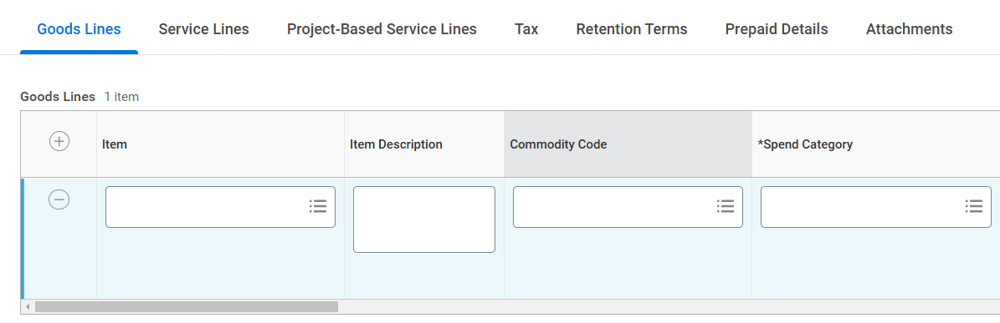 Goods Lines Service Lines Project-Based Service Lines Tax Retention Terms Prepaid Details Attachments
Goods Lines 1 item
Item Item Description Commodity Code *Spend Category